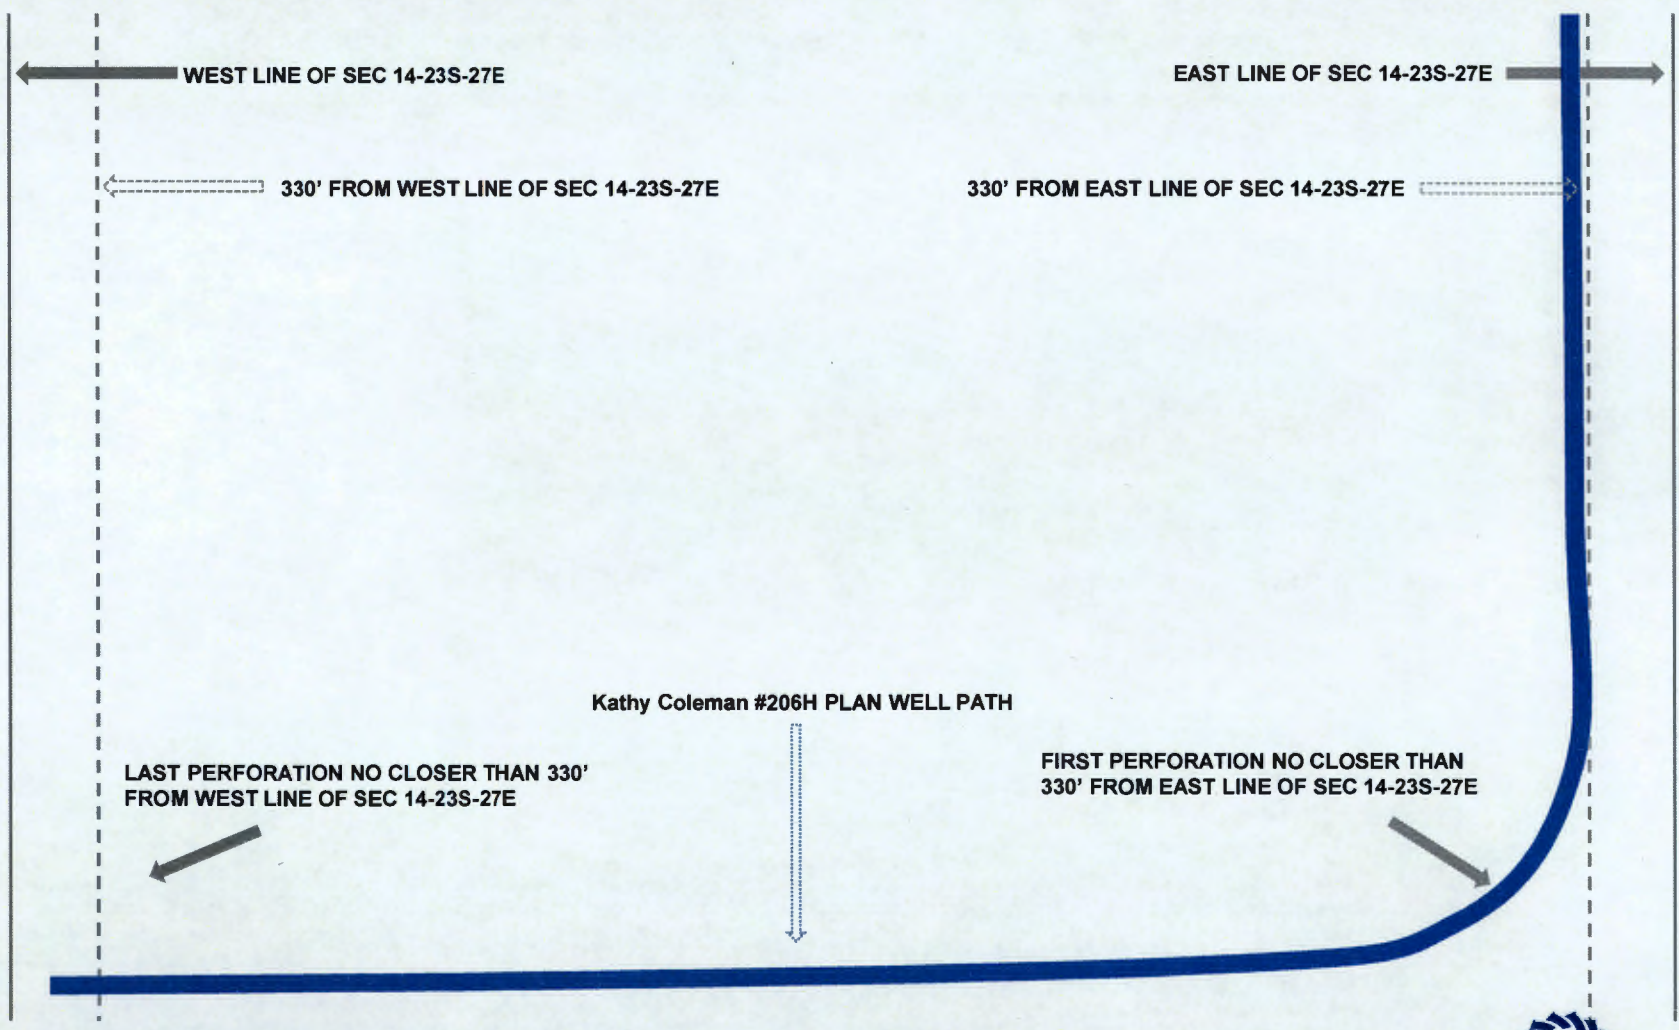 WEST LINE OF SEC 14-23S-27E
EAST LINE OF SEC 14-23S-27E
330' FROM WEST LINE OF SEC 14-23S-27E
330' FROM EAST LINE OF SEC 14-23S-27E
Kathy Coleman #206H PLAN WELL PATH
LAST PERFORATION NO CLOSER THAN 330'
FROM WEST LINE OF SEC 14-23S-27E
FIRST PERFORATION NO CLOSER THAN
330' FROM EAST LINE OF SEC 14-23S-27E